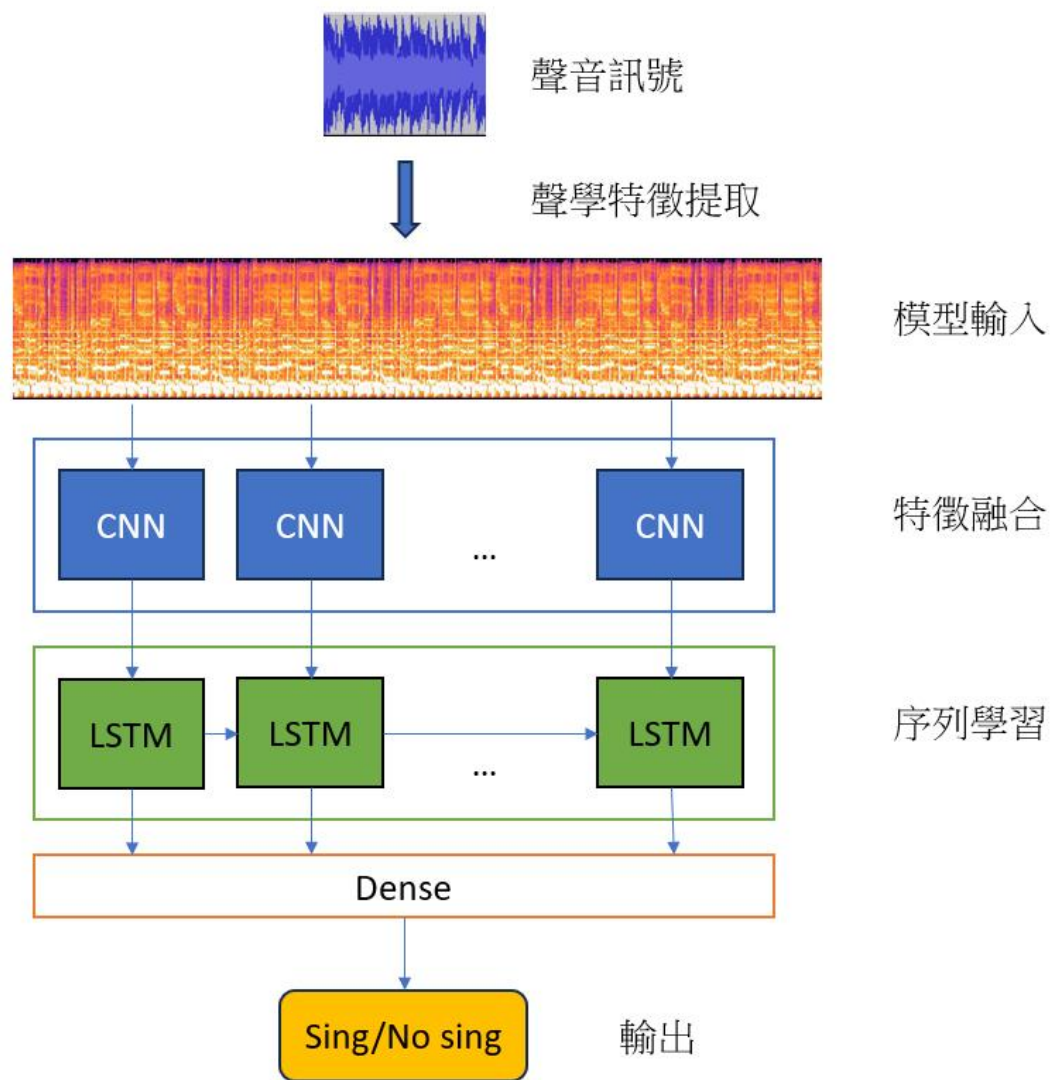 聲音訊號
聲學特徵提取
模型輸入
CNN CNN ... CNN
特徵融合
LSTM LSTM ... LSTM
序列學習
Dense
Sing/No sing
輸出